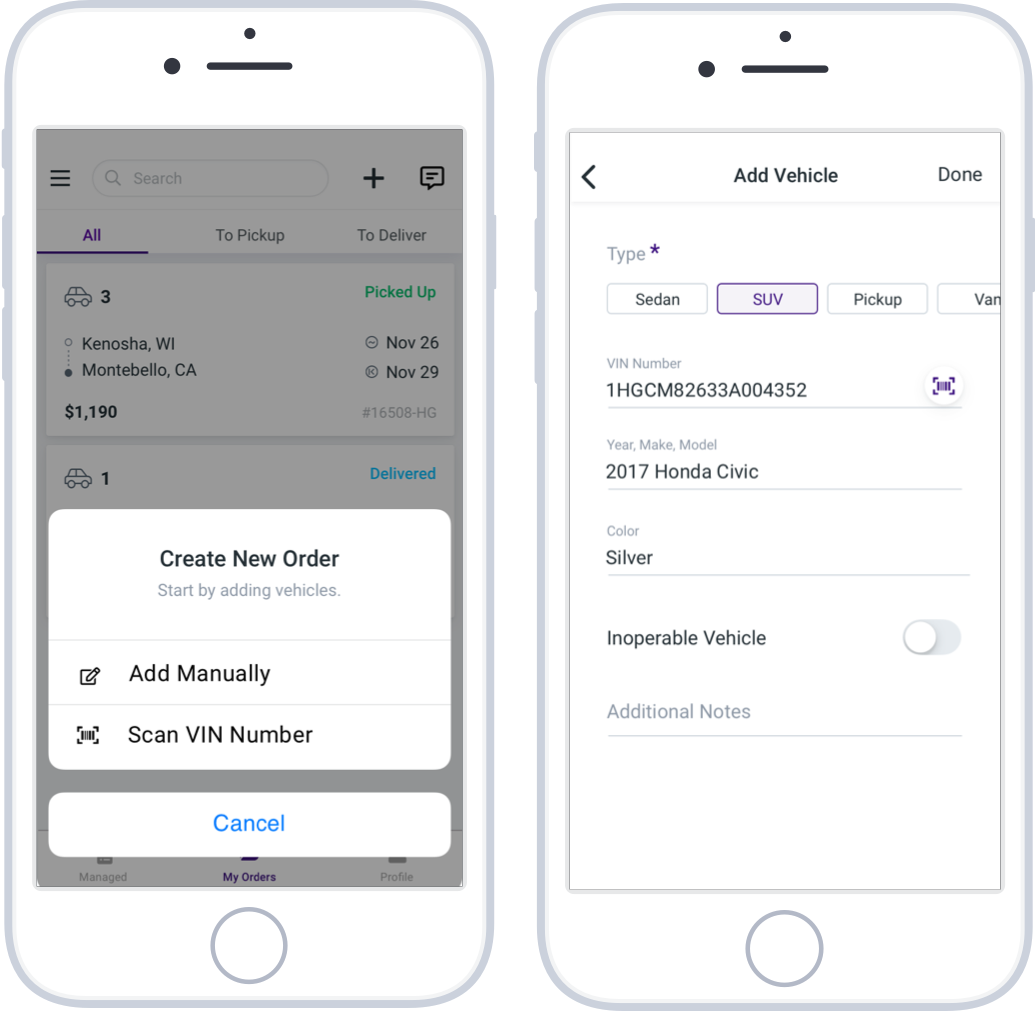 Search
All To Pickup To Deliver
3 Picked Up
Kenosha, WI Nov 26
Montebello, CA Nov 29
$1,190 #16508-HG
1 Delivered
Create New Order
Start by adding vehicles.
Add Manually
Scan VIN Number
Cancel
Managed My Orders Profile
Add Vehicle Done
Type *
Sedan SUV Pickup Van
VIN Number
1HGCM82633A004352
Year, Make, Model
2017 Honda Civic
Color
Silver
Inoperable Vehicle
Additional Notes